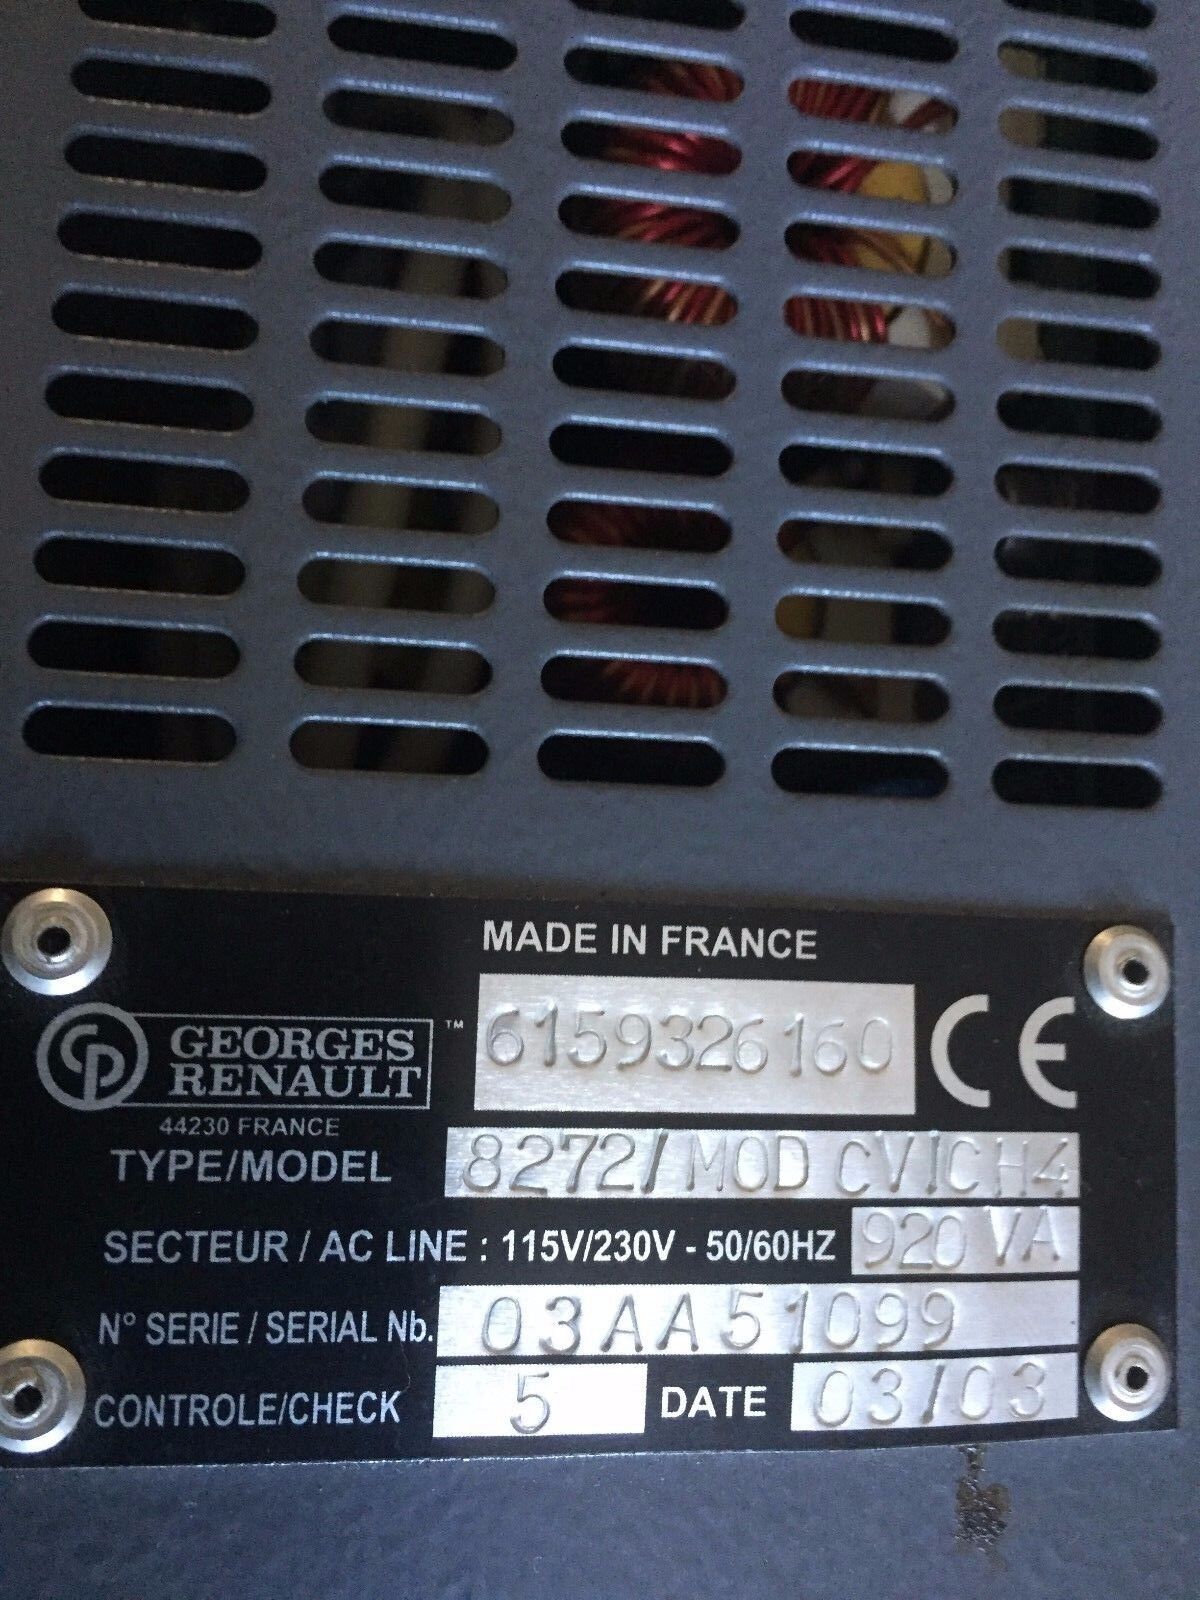 MADE IN FRANCE
CP GEORGES RENAULT ™ 6159326160 CE
44230 FRANCE
TYPE/MODEL 8272/MOD CVICH4
SECTEUR / AC LINE : 115V/230V - 50/60HZ 920 VA
N° SERIE / SERIAL Nb. 03AA51099
CONTROLE/CHECK 5 DATE 03/03